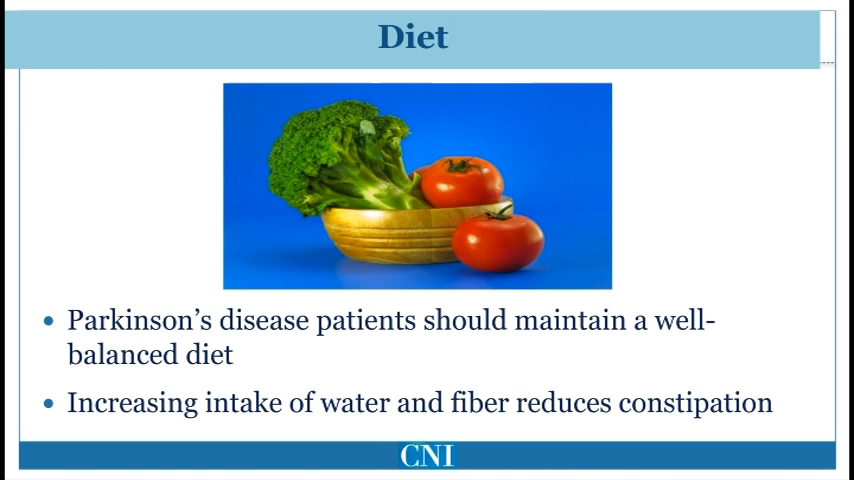 Diet
• Parkinson’s disease patients should maintain a well-
balanced diet
• Increasing intake of water and fiber reduces constipation
CNI